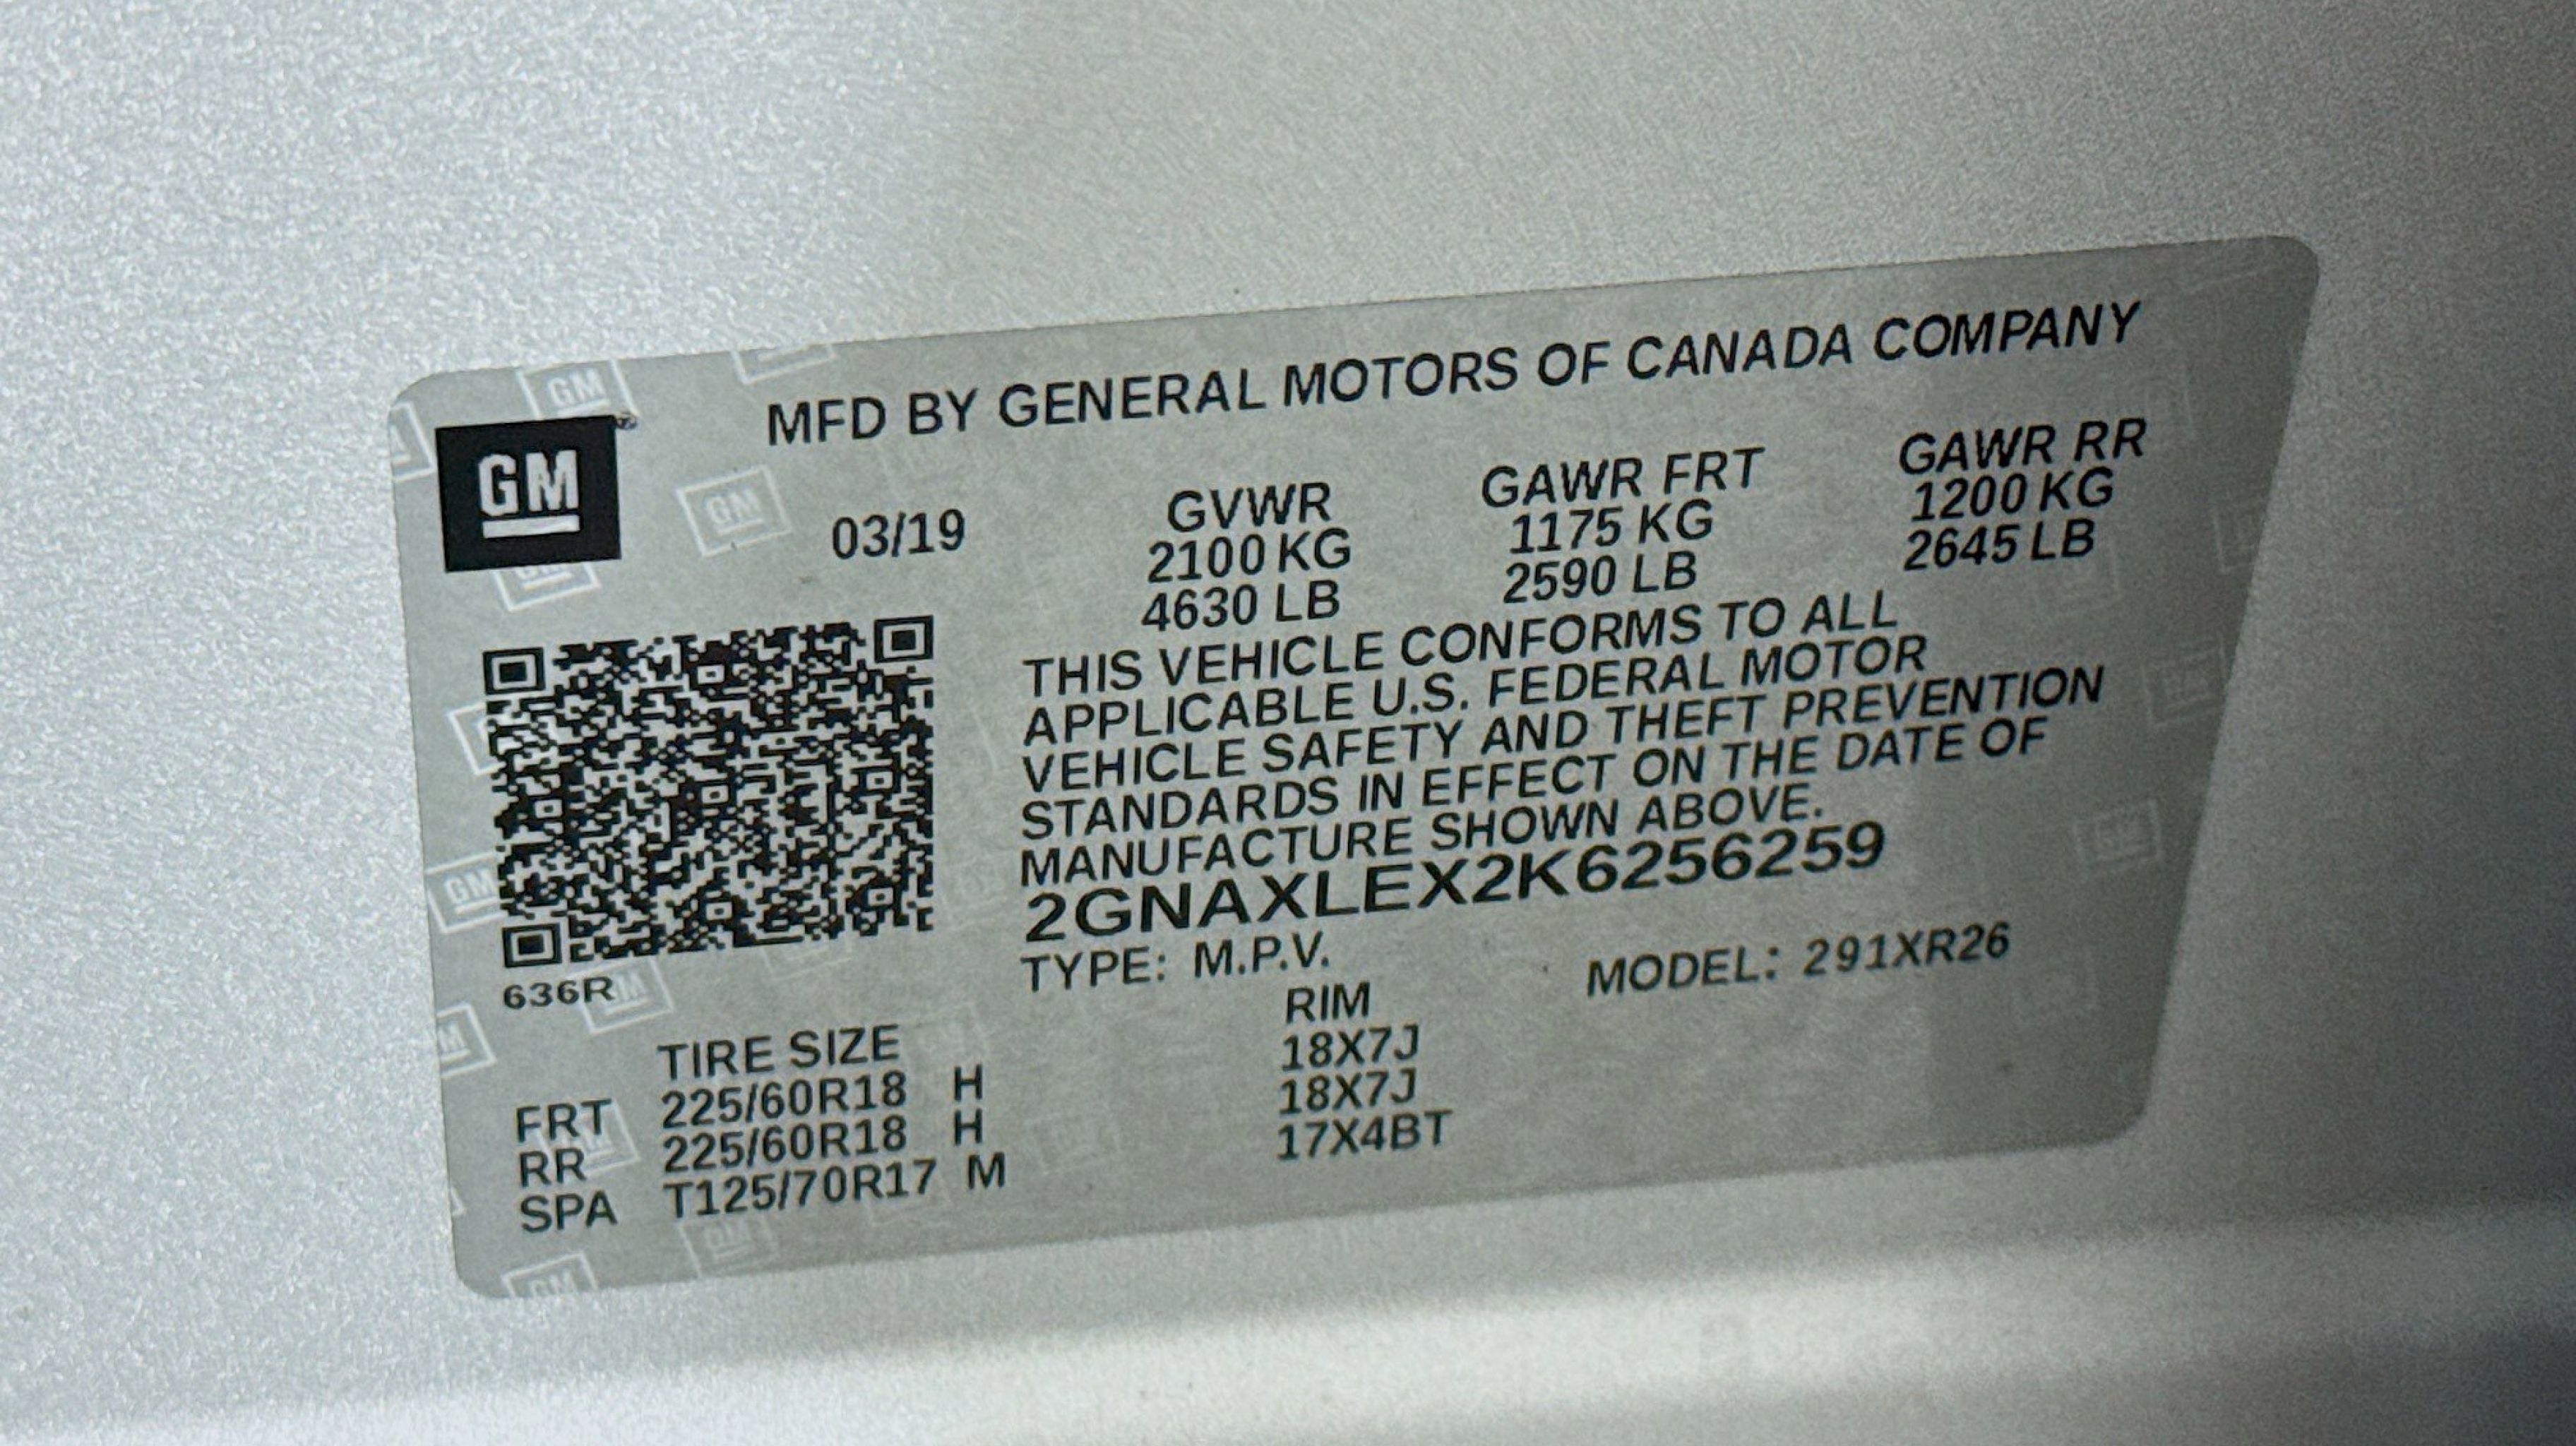 GM
MFD BY GENERAL MOTORS OF CANADA COMPANY
03/19
GVWR
2100 KG
4630 LB
GAWR FRT
1175 KG
2590 LB
GAWR RR
1200 KG
2645 LB
THIS VEHICLE CONFORMS TO ALL
APPLICABLE U.S. FEDERAL MOTOR
VEHICLE SAFETY AND THEFT PREVENTION
STANDARDS IN EFFECT ON THE DATE OF
MANUFACTURE SHOWN ABOVE.
2GNAXLEX2K6256259
TYPE: M.P.V. MODEL: 291XR26
636R
TIRE SIZE RIM
FRT 225/60R18 H 18X7J
RR 225/60R18 H 18X7J
SPA T125/70R17 M 17X4BT